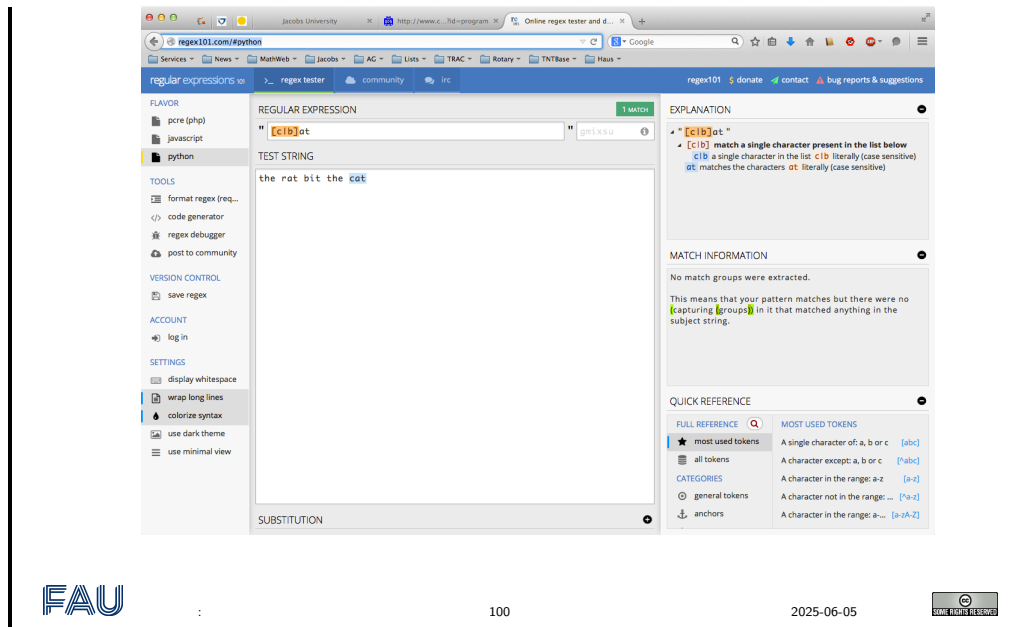 Jacobs University × http://www.c...?id=program × Online regex tester and d... × +
regex101.com/#python Google
Services News MathWeb Jacobs AG Lists TRAC Rotary TNTBase Haus
regular expressions 101 >_ regex tester community irc regex101 $ donate contact bug reports & suggestions
FLAVOR
pcre (php)
javascript
python
TOOLS
format regex (req...
</> code generator
regex debugger
post to community
VERSION CONTROL
save regex
ACCOUNT
log in
SETTINGS
display whitespace
wrap long lines
colorize syntax
use dark theme
use minimal view
REGULAR EXPRESSION 1 MATCH
" [c|b]at " gmixsu
TEST STRING
the rat bit the cat
SUBSTITUTION
EXPLANATION
"[c|b]at "
[c|b] match a single character present in the list below
c|b a single character in the list c|b literally (case sensitive)
at matches the characters at literally (case sensitive)
MATCH INFORMATION
No match groups were extracted.
This means that your pattern matches but there were no
(capturing (groups)) in it that matched anything in the
subject string.
QUICK REFERENCE
FULL REFERENCE
most used tokens
all tokens
CATEGORIES
general tokens
anchors
MOST USED TOKENS
A single character of: a, b or c [abc]
A character except: a, b or c [^abc]
A character in the range: a-z [a-z]
A character not in the range: ... [^a-z]
A character in the range: a-... [a-zA-Z]
FAU : 100 2025-06-05 cc
SOME RIGHTS RESERVED